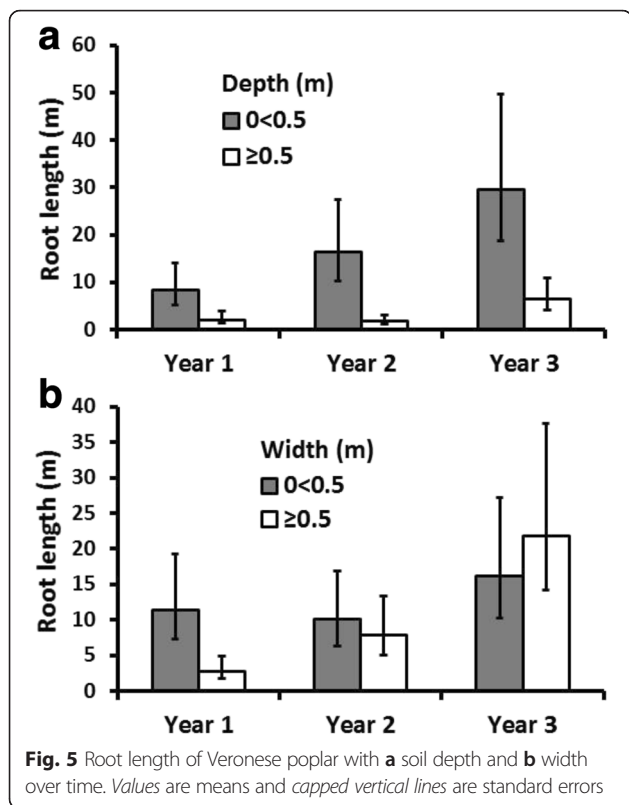 a
60
50
40
30
20
10
0
Root length (m)
Depth (m)
0<0.5
≥0.5
Year 1 Year 2 Year 3
b
40
35
30
25
20
15
10
5
0
Root length (m)
Width (m)
0<0.5
≥0.5
Year 1 Year 2 Year 3
Fig. 5 Root length of Veronese poplar with a soil depth and b width
over time. Values are means and capped vertical lines are standard errors